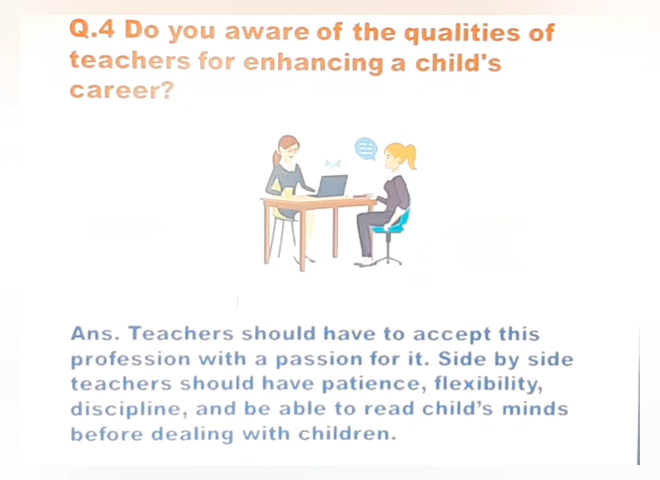 Q.4 Do you aware of the qualities of
teachers for enhancing a child's
career?
Ans. Teachers should have to accept this
profession with a passion for it. Side by side
teachers should have patience, flexibility,
discipline, and be able to read child's minds
before dealing with children.